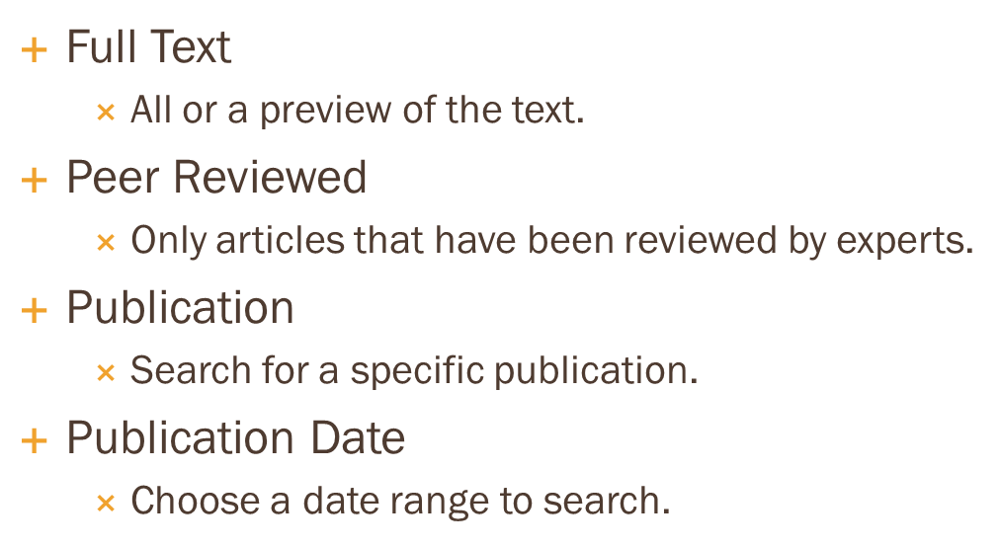 + Full Text
× All or a preview of the text.
+ Peer Reviewed
× Only articles that have been reviewed by experts.
+ Publication
× Search for a specific publication.
+ Publication Date
× Choose a date range to search.